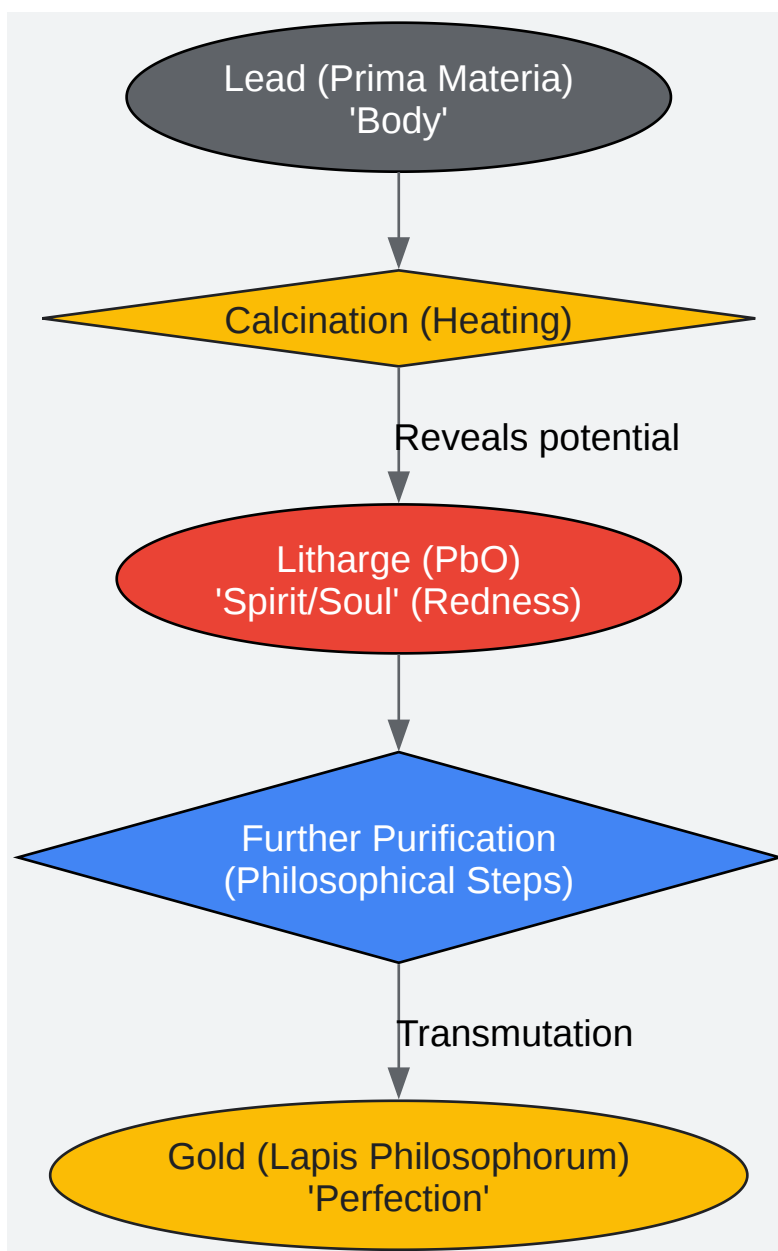 Lead (Prima Materia)
'Body'
Calcination (Heating)
Reveals potential
Litharge (PbO)
'Spirit/Soul' (Redness)
Further Purification
(Philosophical Steps)
Transmutation
Gold (Lapis Philosophorum)
'Perfection'